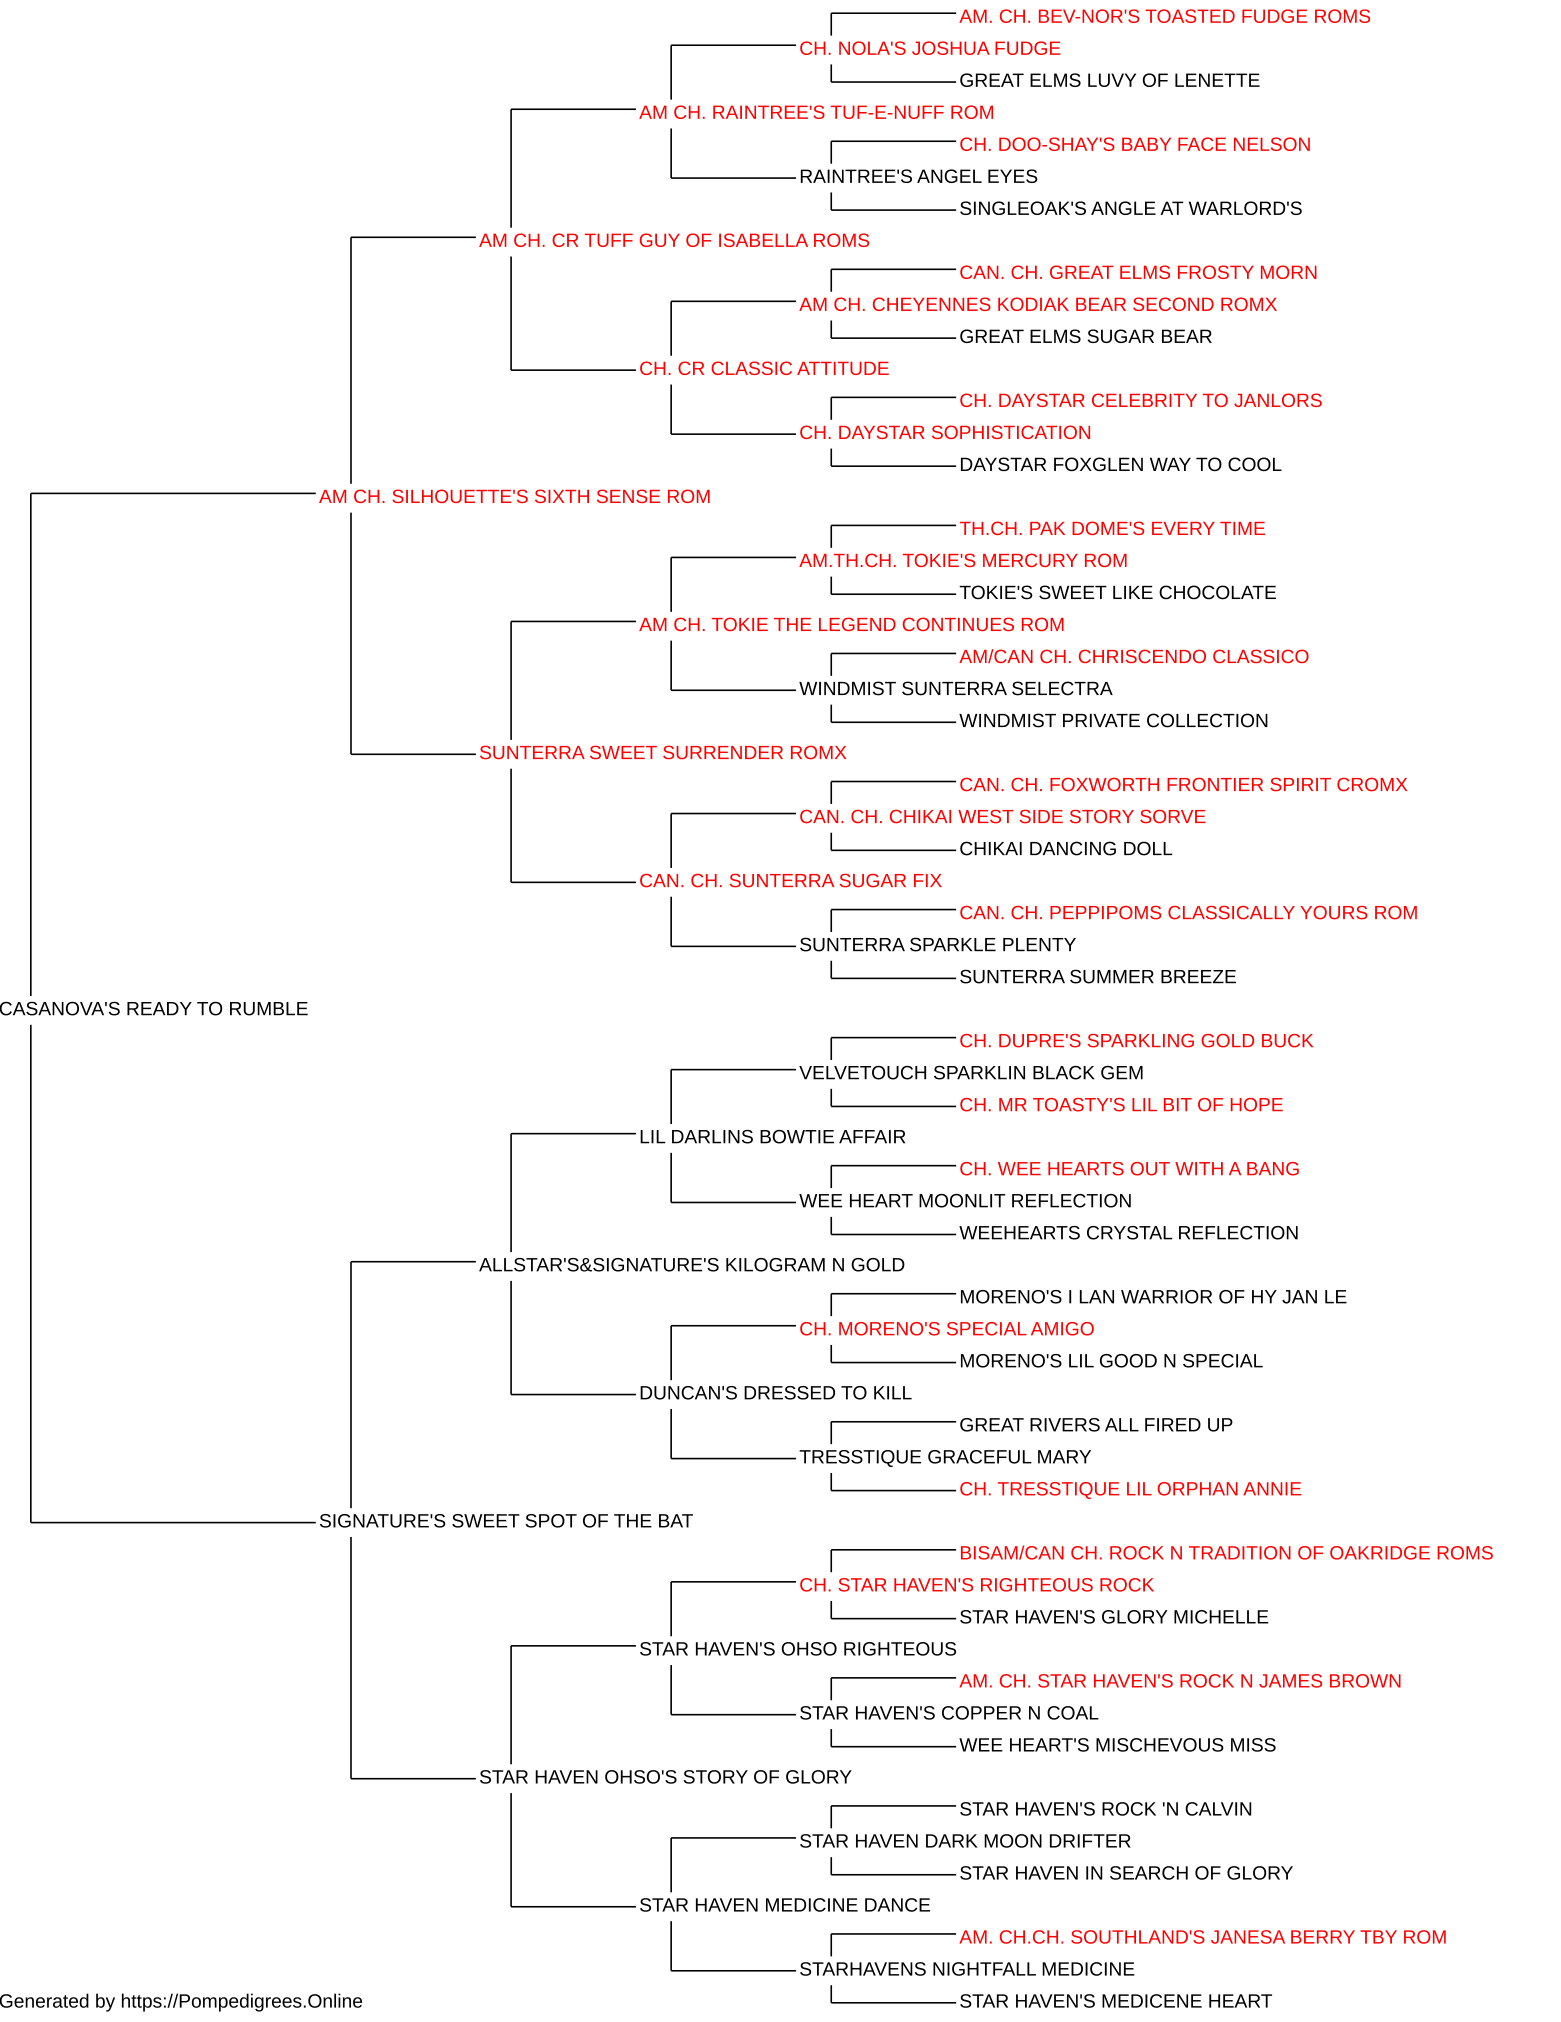 AM. CH. BEV-NOR'S TOASTED FUDGE ROMS
CH. NOLA'S JOSHUA FUDGE
GREAT ELMS LUVY OF LENETTE
AM CH. RAINTREE'S TUF-E-NUFF ROM
CH. DOO-SHAY'S BABY FACE NELSON
RAINTREE'S ANGEL EYES
SINGLEOAK'S ANGLE AT WARLORD'S
AM CH. CR TUFF GUY OF ISABELLA ROMS
CAN. CH. GREAT ELMS FROSTY MORN
AM CH. CHEYENNES KODIAK BEAR SECOND ROMX
GREAT ELMS SUGAR BEAR
CH. CR CLASSIC ATTITUDE
CH. DAYSTAR CELEBRITY TO JANLORS
CH. DAYSTAR SOPHISTICATION
DAYSTAR FOXGLEN WAY TO COOL
AM CH. SILHOUETTE'S SIXTH SENSE ROM
TH.CH. PAK DOME'S EVERY TIME
AM.TH.CH. TOKIE'S MERCURY ROM
TOKIE'S SWEET LIKE CHOCOLATE
AM CH. TOKIE THE LEGEND CONTINUES ROM
AM/CAN CH. CHRISCENDO CLASSICO
WINDMIST SUNTERRA SELECTRA
WINDMIST PRIVATE COLLECTION
SUNTERRA SWEET SURRENDER ROMX
CAN. CH. FOXWORTH FRONTIER SPIRIT CROMX
CAN. CH. CHIKAI WEST SIDE STORY SORVE
CHIKAI DANCING DOLL
CAN. CH. SUNTERRA SUGAR FIX
CAN. CH. PEPPIPOMS CLASSICALLY YOURS ROM
SUNTERRA SPARKLE PLENTY
SUNTERRA SUMMER BREEZE
CASANOVA'S READY TO RUMBLE
CH. DUPRE'S SPARKLING GOLD BUCK
VELVETOUCH SPARKLIN BLACK GEM
CH. MR TOASTY'S LIL BIT OF HOPE
LIL DARLINS BOWTIE AFFAIR
CH. WEE HEARTS OUT WITH A BANG
WEE HEART MOONLIT REFLECTION
WEEHEARTS CRYSTAL REFLECTION
ALLSTAR'S&SIGNATURE'S KILOGRAM N GOLD
MORENO'S I LAN WARRIOR OF HY JAN LE
CH. MORENO'S SPECIAL AMIGO
MORENO'S LIL GOOD N SPECIAL
DUNCAN'S DRESSED TO KILL
GREAT RIVERS ALL FIRED UP
TRESSTIQUE GRACEFUL MARY
CH. TRESSTIQUE LIL ORPHAN ANNIE
SIGNATURE'S SWEET SPOT OF THE BAT
BISAM/CAN CH. ROCK N TRADITION OF OAKRIDGE ROMS
CH. STAR HAVEN'S RIGHTEOUS ROCK
STAR HAVEN'S GLORY MICHELLE
STAR HAVEN'S OHSO RIGHTEOUS
AM. CH. STAR HAVEN'S ROCK N JAMES BROWN
STAR HAVEN'S COPPER N COAL
WEE HEART'S MISCHEVOUS MISS
STAR HAVEN OHSO'S STORY OF GLORY
STAR HAVEN'S ROCK 'N CALVIN
STAR HAVEN DARK MOON DRIFTER
STAR HAVEN IN SEARCH OF GLORY
STAR HAVEN MEDICINE DANCE
AM. CH.CH. SOUTHLAND'S JANESA BERRY TBY ROM
STARHAVENS NIGHTFALL MEDICINE
STAR HAVEN'S MEDICENE HEART
Generated by https://Pompedigrees.Online